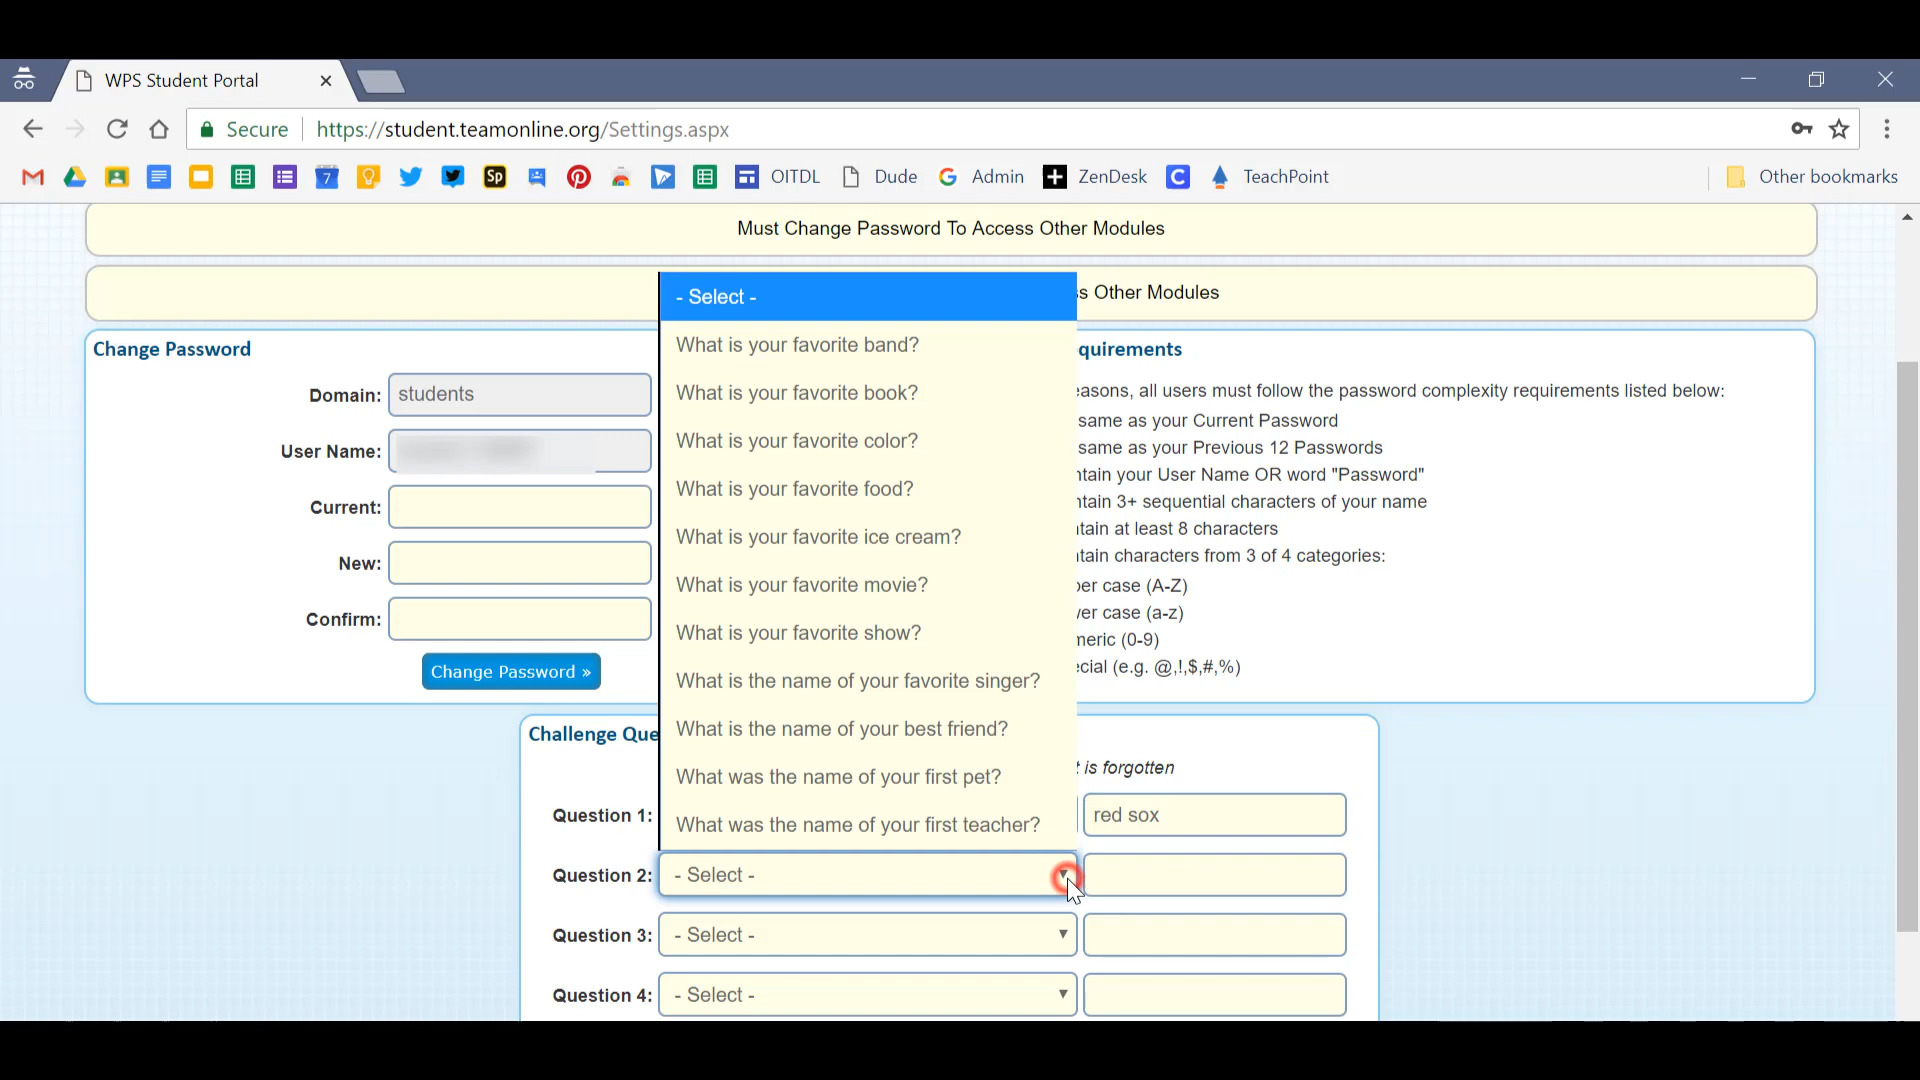 WPS Student Portal
Secure https://student.teamonline.org/Settings.aspx
7 Sp OITDL Dude G Admin ZenDesk C TeachPoint Other bookmarks
Must Change Password To Access Other Modules
s Other Modules
- Select -
What is your favorite band?
What is your favorite book?
What is your favorite color?
What is your favorite food?
What is your favorite ice cream?
What is your favorite movie?
What is your favorite show?
What is the name of your favorite singer?
What is the name of your best friend?
What was the name of your first pet?
What was the name of your first teacher?
Change Password
Domain: students
User Name:
Current:
New:
Confirm:
Change Password »
quirements
easons, all users must follow the password complexity requirements listed below:
same as your Current Password
same as your Previous 12 Passwords
ntain your User Name OR word "Password"
ntain 3+ sequential characters of your name
ntain at least 8 characters
ntain characters from 3 of 4 categories:
per case (A-Z)
wer case (a-z)
meric (0-9)
ecial (e.g. @,!,$,#,%)
Challenge Que
t is forgotten
Question 1: red sox
Question 2: - Select -
Question 3: - Select -
Question 4: - Select -